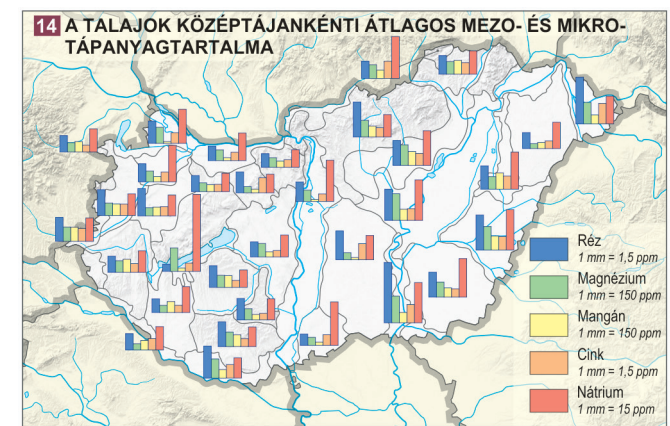 14 A TALAJOK KÖZÉPTÁJANKÉNTI ÁTLAGOS MEZO- ÉS MIKRO-
TÁPANYAGTARTALMA
Réz
1 mm = 1,5 ppm
Magnézium
1 mm = 150 ppm
Mangán
1 mm = 150 ppm
Cink
1 mm = 1,5 ppm
Nátrium
1 mm = 15 ppm